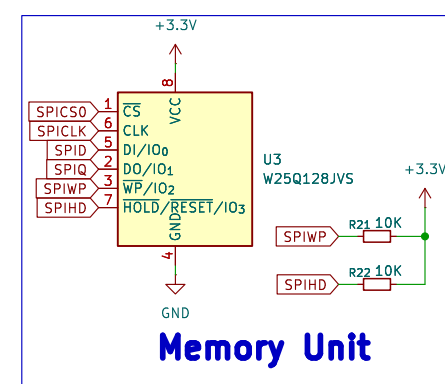 +3.3V
8
VCC
SPICS0 1 CS
SPICLK 6 CLK
SPID 5 DI/IO0
SPIQ 2 DO/IO1
SPIWP 3 WP/IO2
SPIHD 7 HOLD/RESET/IO3
GND
4
GND
U3
W25Q128JVS
+3.3V
R21 10K
SPIWP
R22 10K
SPIHD
Memory Unit